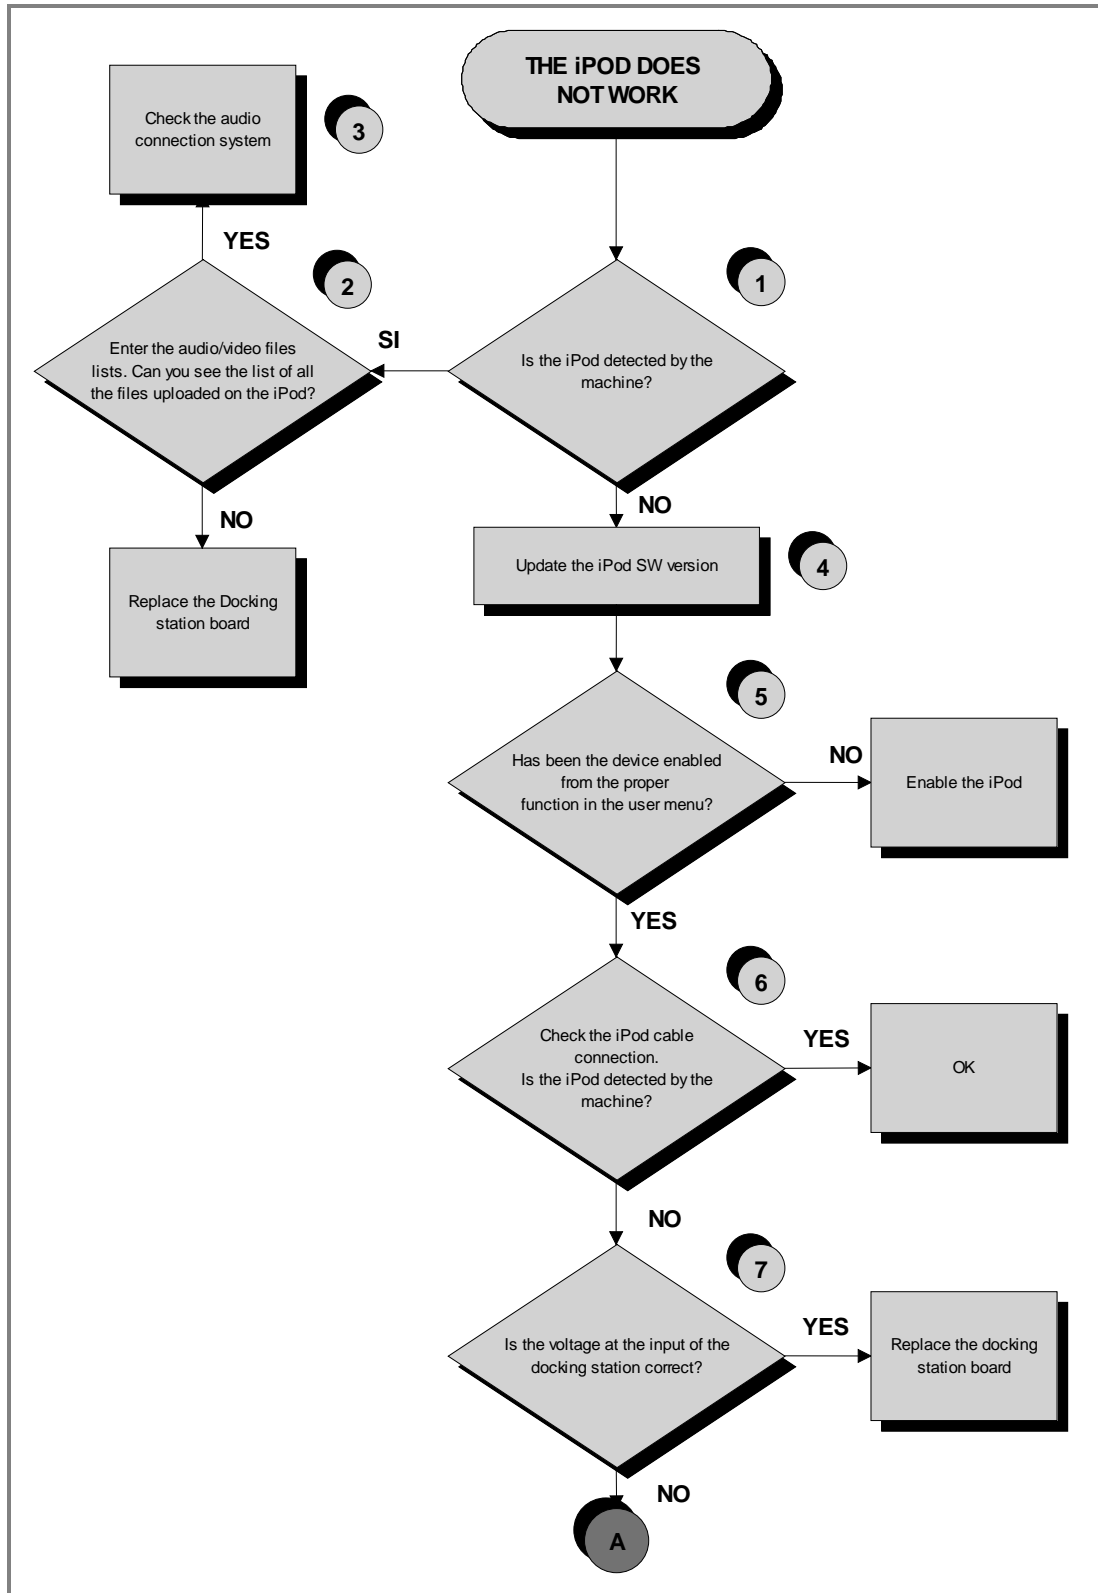 THE iPOD DOES
NOT WORK
Check the audio
connection system
3
YES
2
1
SI
Enter the audio/video files
lists. Can you see the list of all
the files uploaded on the iPod?
Is the iPod detected by the
machine?
NO
NO
Update the iPod SW version
4
Replace the Docking
station board
5
Has been the device enabled
from the proper
function in the user menu?
NO
Enable the iPod
YES
6
Check the iPod cable
connection.
Is the iPod detected by the
machine?
YES
OK
NO
7
Is the voltage at the input of the
docking station correct?
YES
Replace the docking
station board
NO
A